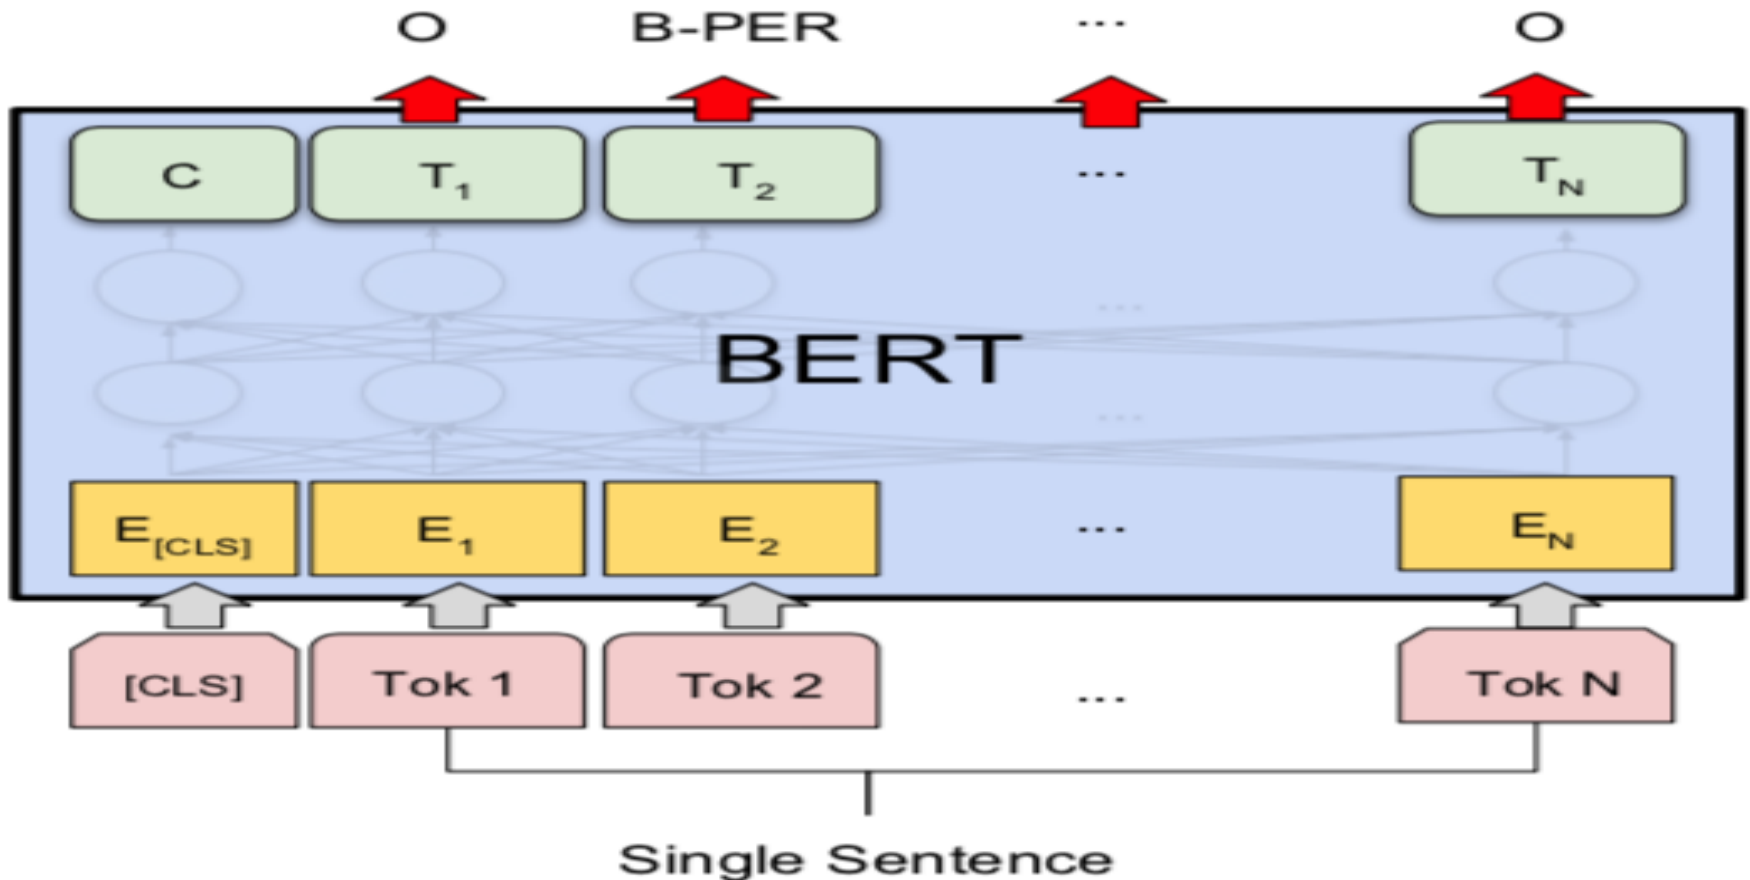 O B-PER ... O
C T1 T2 ... TN
...
BERT
...
E[CLS] E1 E2 ... EN
[CLS] Tok 1 Tok 2 ... Tok N
Single Sentence